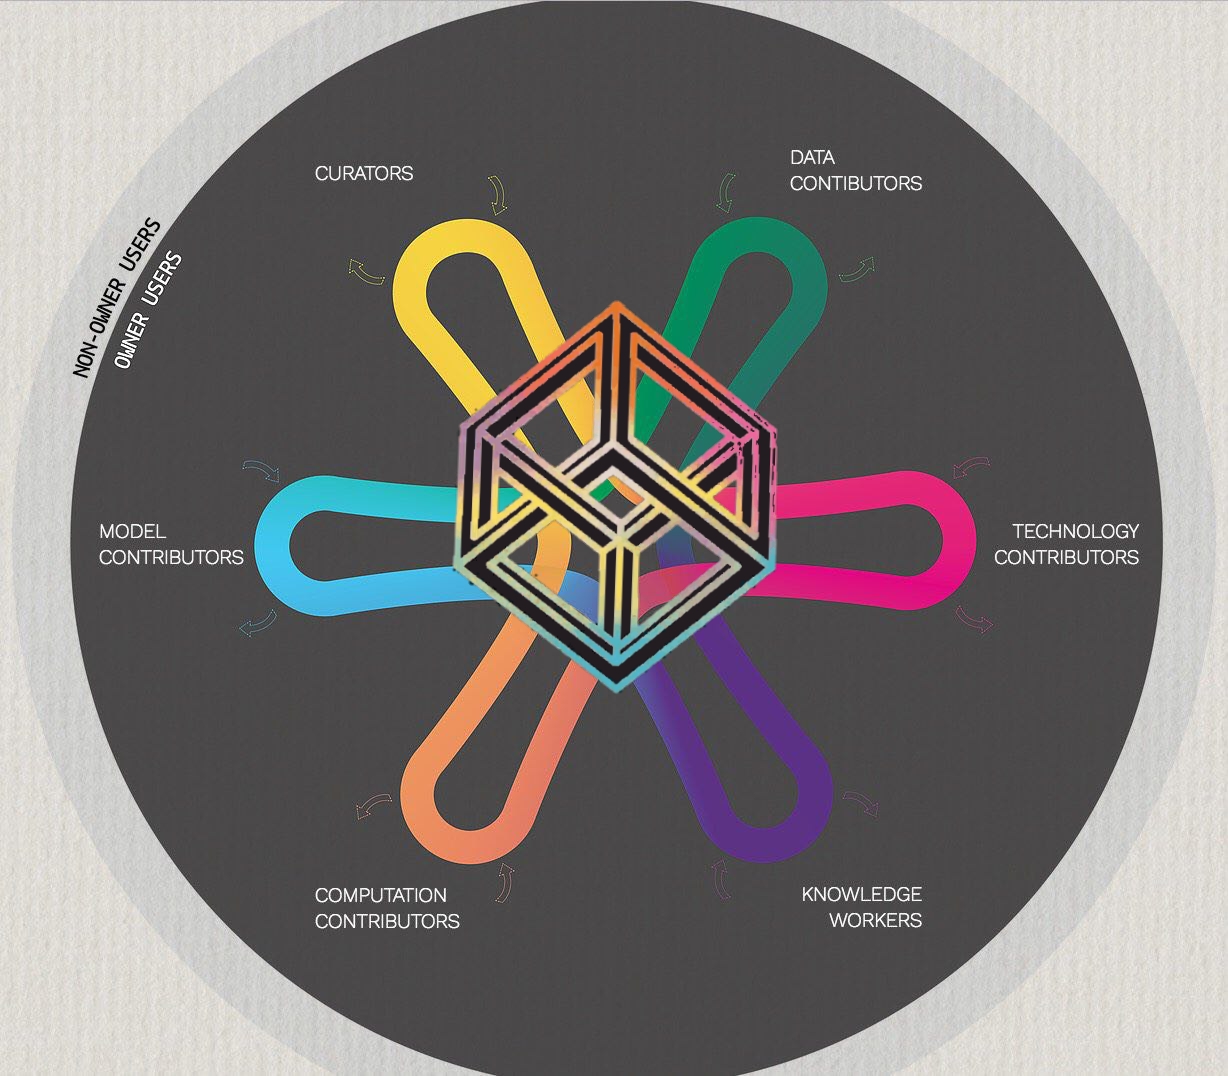 CURATORS
DATA
CONTIBUTORS
NON-OWNER USERS
OWNER USERS
MODEL
CONTRIBUTORS
TECHNOLOGY
CONTRIBUTORS
COMPUTATION
CONTRIBUTORS
KNOWLEDGE
WORKERS